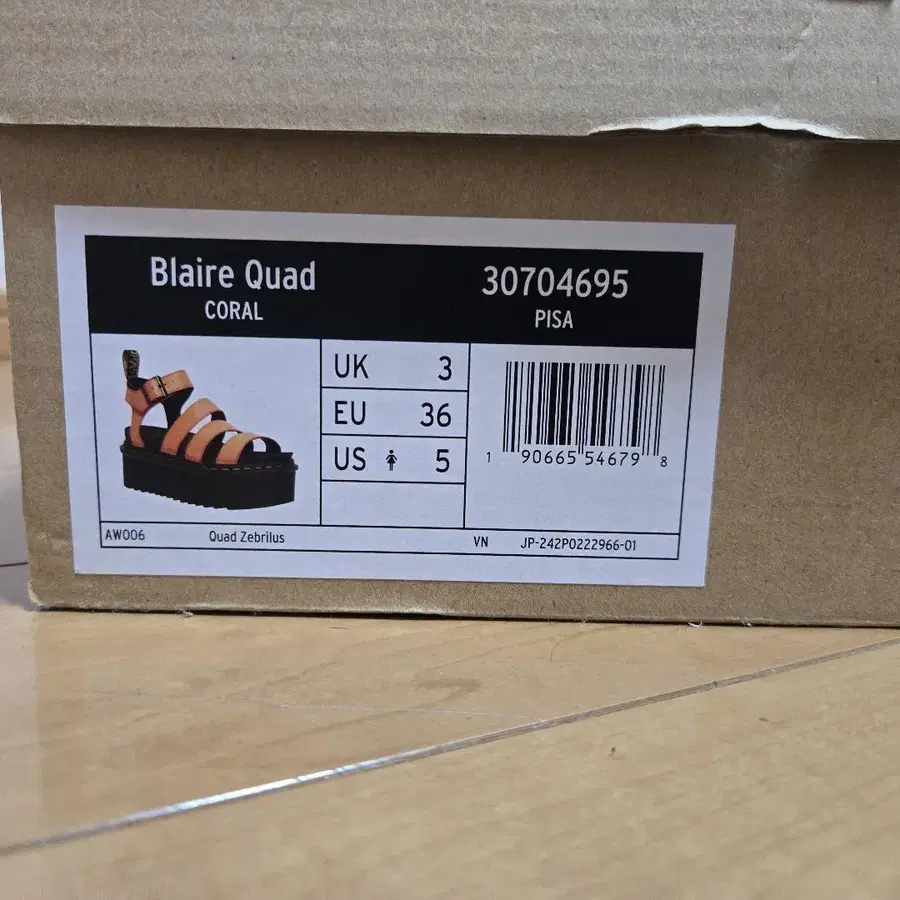 Blaire Quad
CORAL
30704695
PISA
UK 3
EU 36
US 5
1 90665 54679 8
AW006 Quad Zebrilus VN JP-242P0222966-01